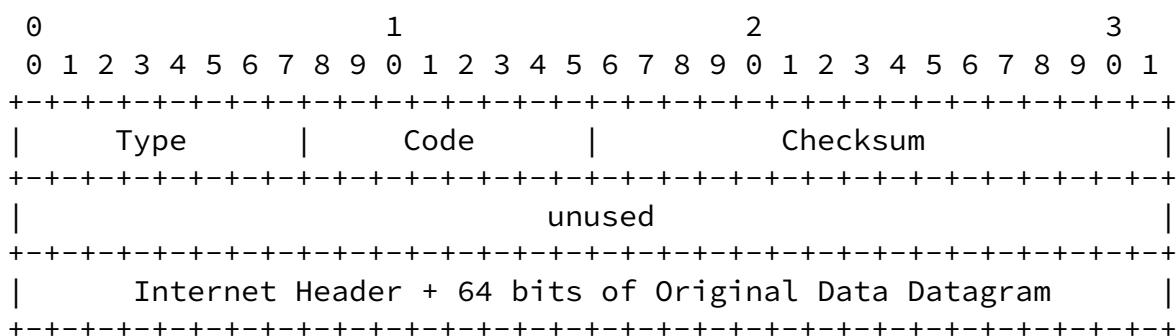 0                   1                   2                   3
 0 1 2 3 4 5 6 7 8 9 0 1 2 3 4 5 6 7 8 9 0 1 2 3 4 5 6 7 8 9 0 1
+-+-+-+-+-+-+-+-+-+-+-+-+-+-+-+-+-+-+-+-+-+-+-+-+-+-+-+-+-+-+-+-+
|     Type      |     Code      |          Checksum             |
+-+-+-+-+-+-+-+-+-+-+-+-+-+-+-+-+-+-+-+-+-+-+-+-+-+-+-+-+-+-+-+-+
|                             unused                            |
+-+-+-+-+-+-+-+-+-+-+-+-+-+-+-+-+-+-+-+-+-+-+-+-+-+-+-+-+-+-+-+-+
|      Internet Header + 64 bits of Original Data Datagram      |
+-+-+-+-+-+-+-+-+-+-+-+-+-+-+-+-+-+-+-+-+-+-+-+-+-+-+-+-+-+-+-+-+